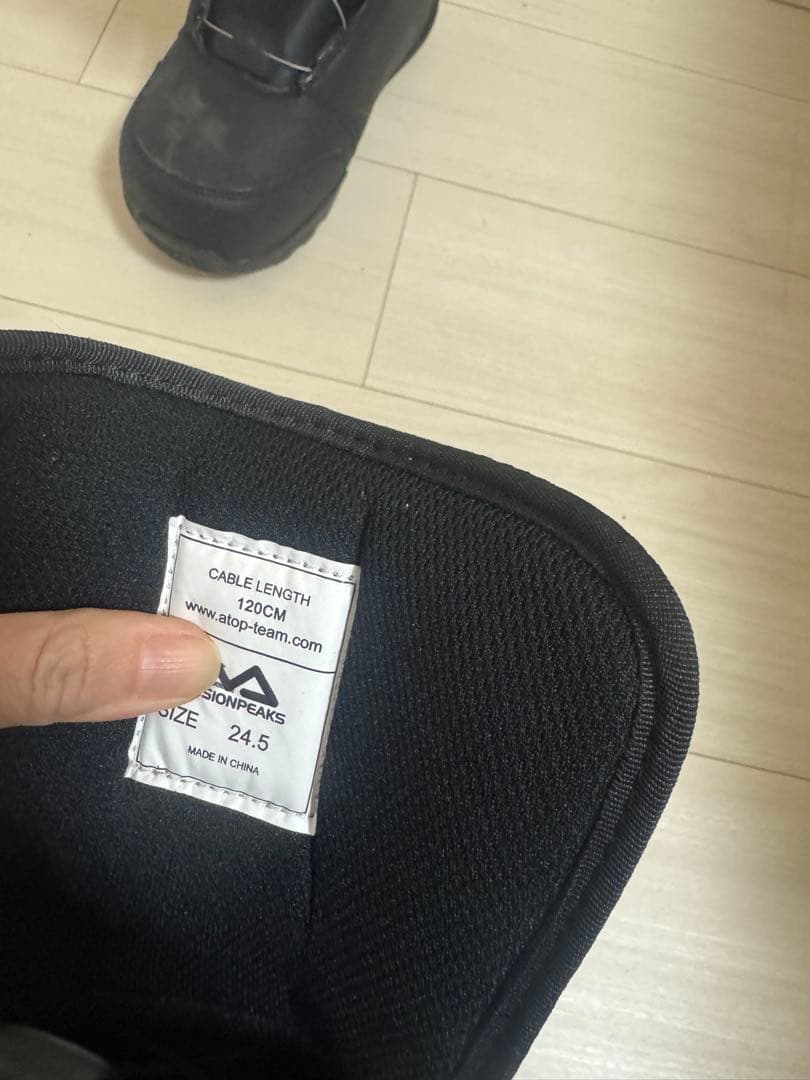 CABLE LENGTH
120CM
www.atop-team.com
SIONPEAKS
SIZE 24.5
MADE IN CHINA